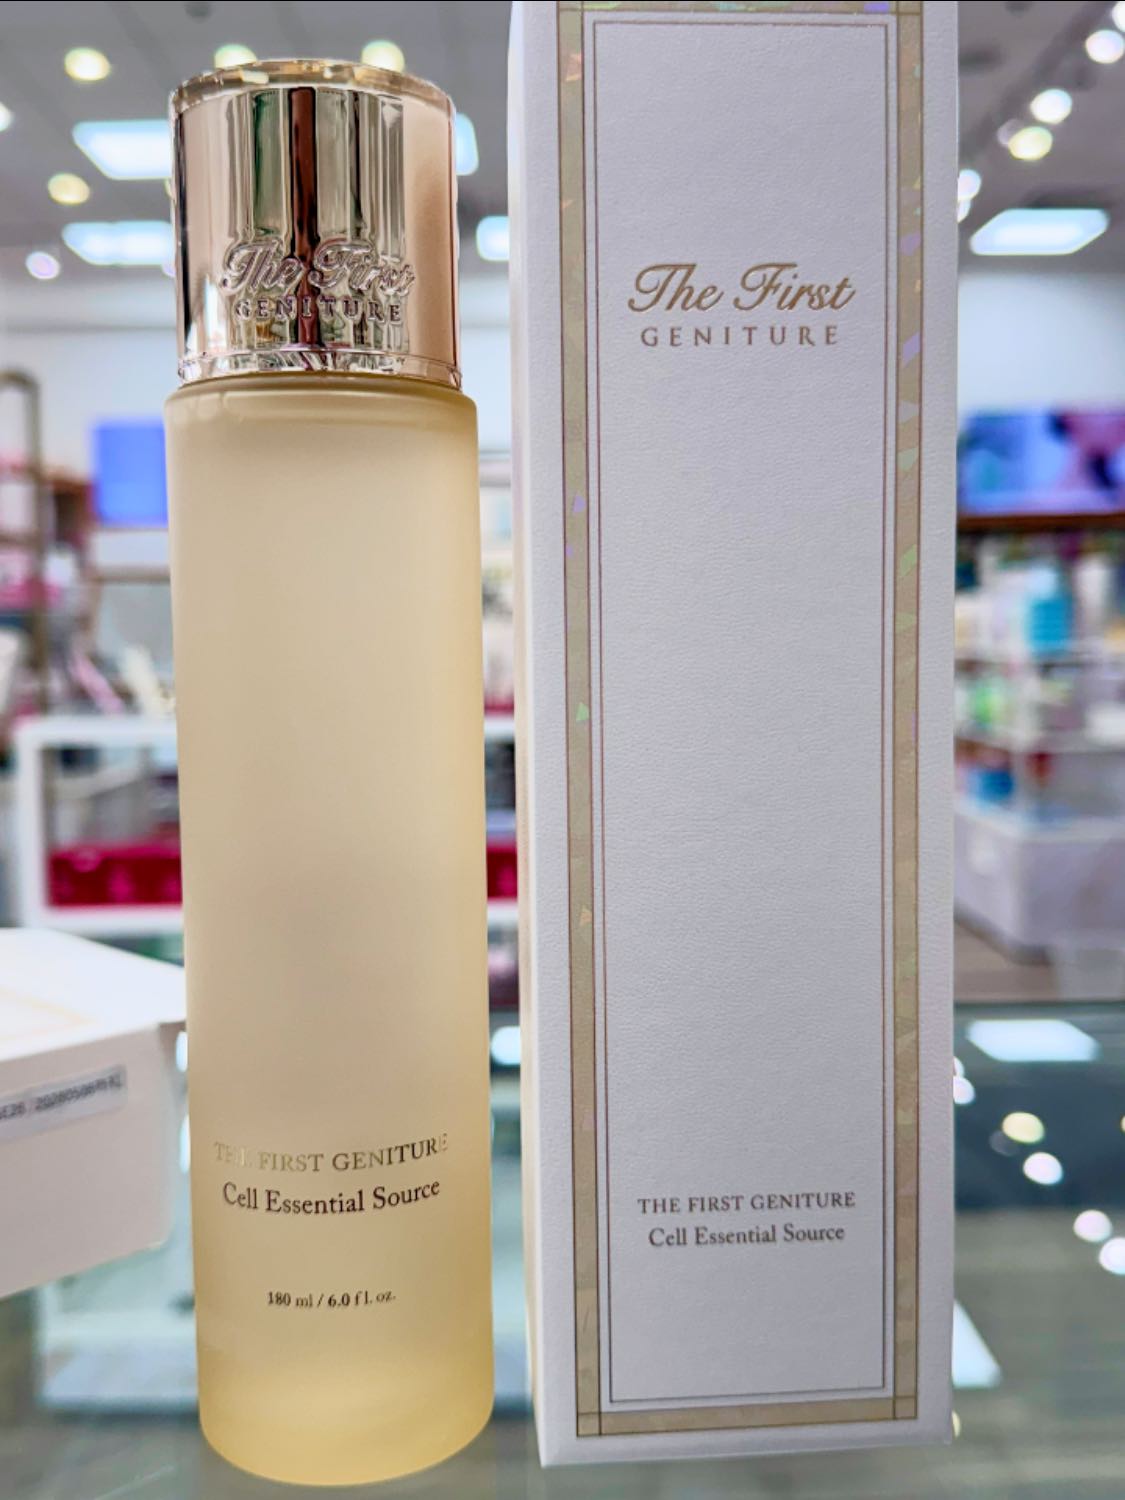 The First
GENITURE
THE FIRST GENITURE
Cell Essential Source
180 ml / 6.0 fl. oz.
The First
GENITURE
THE FIRST GENITURE
Cell Essential Source